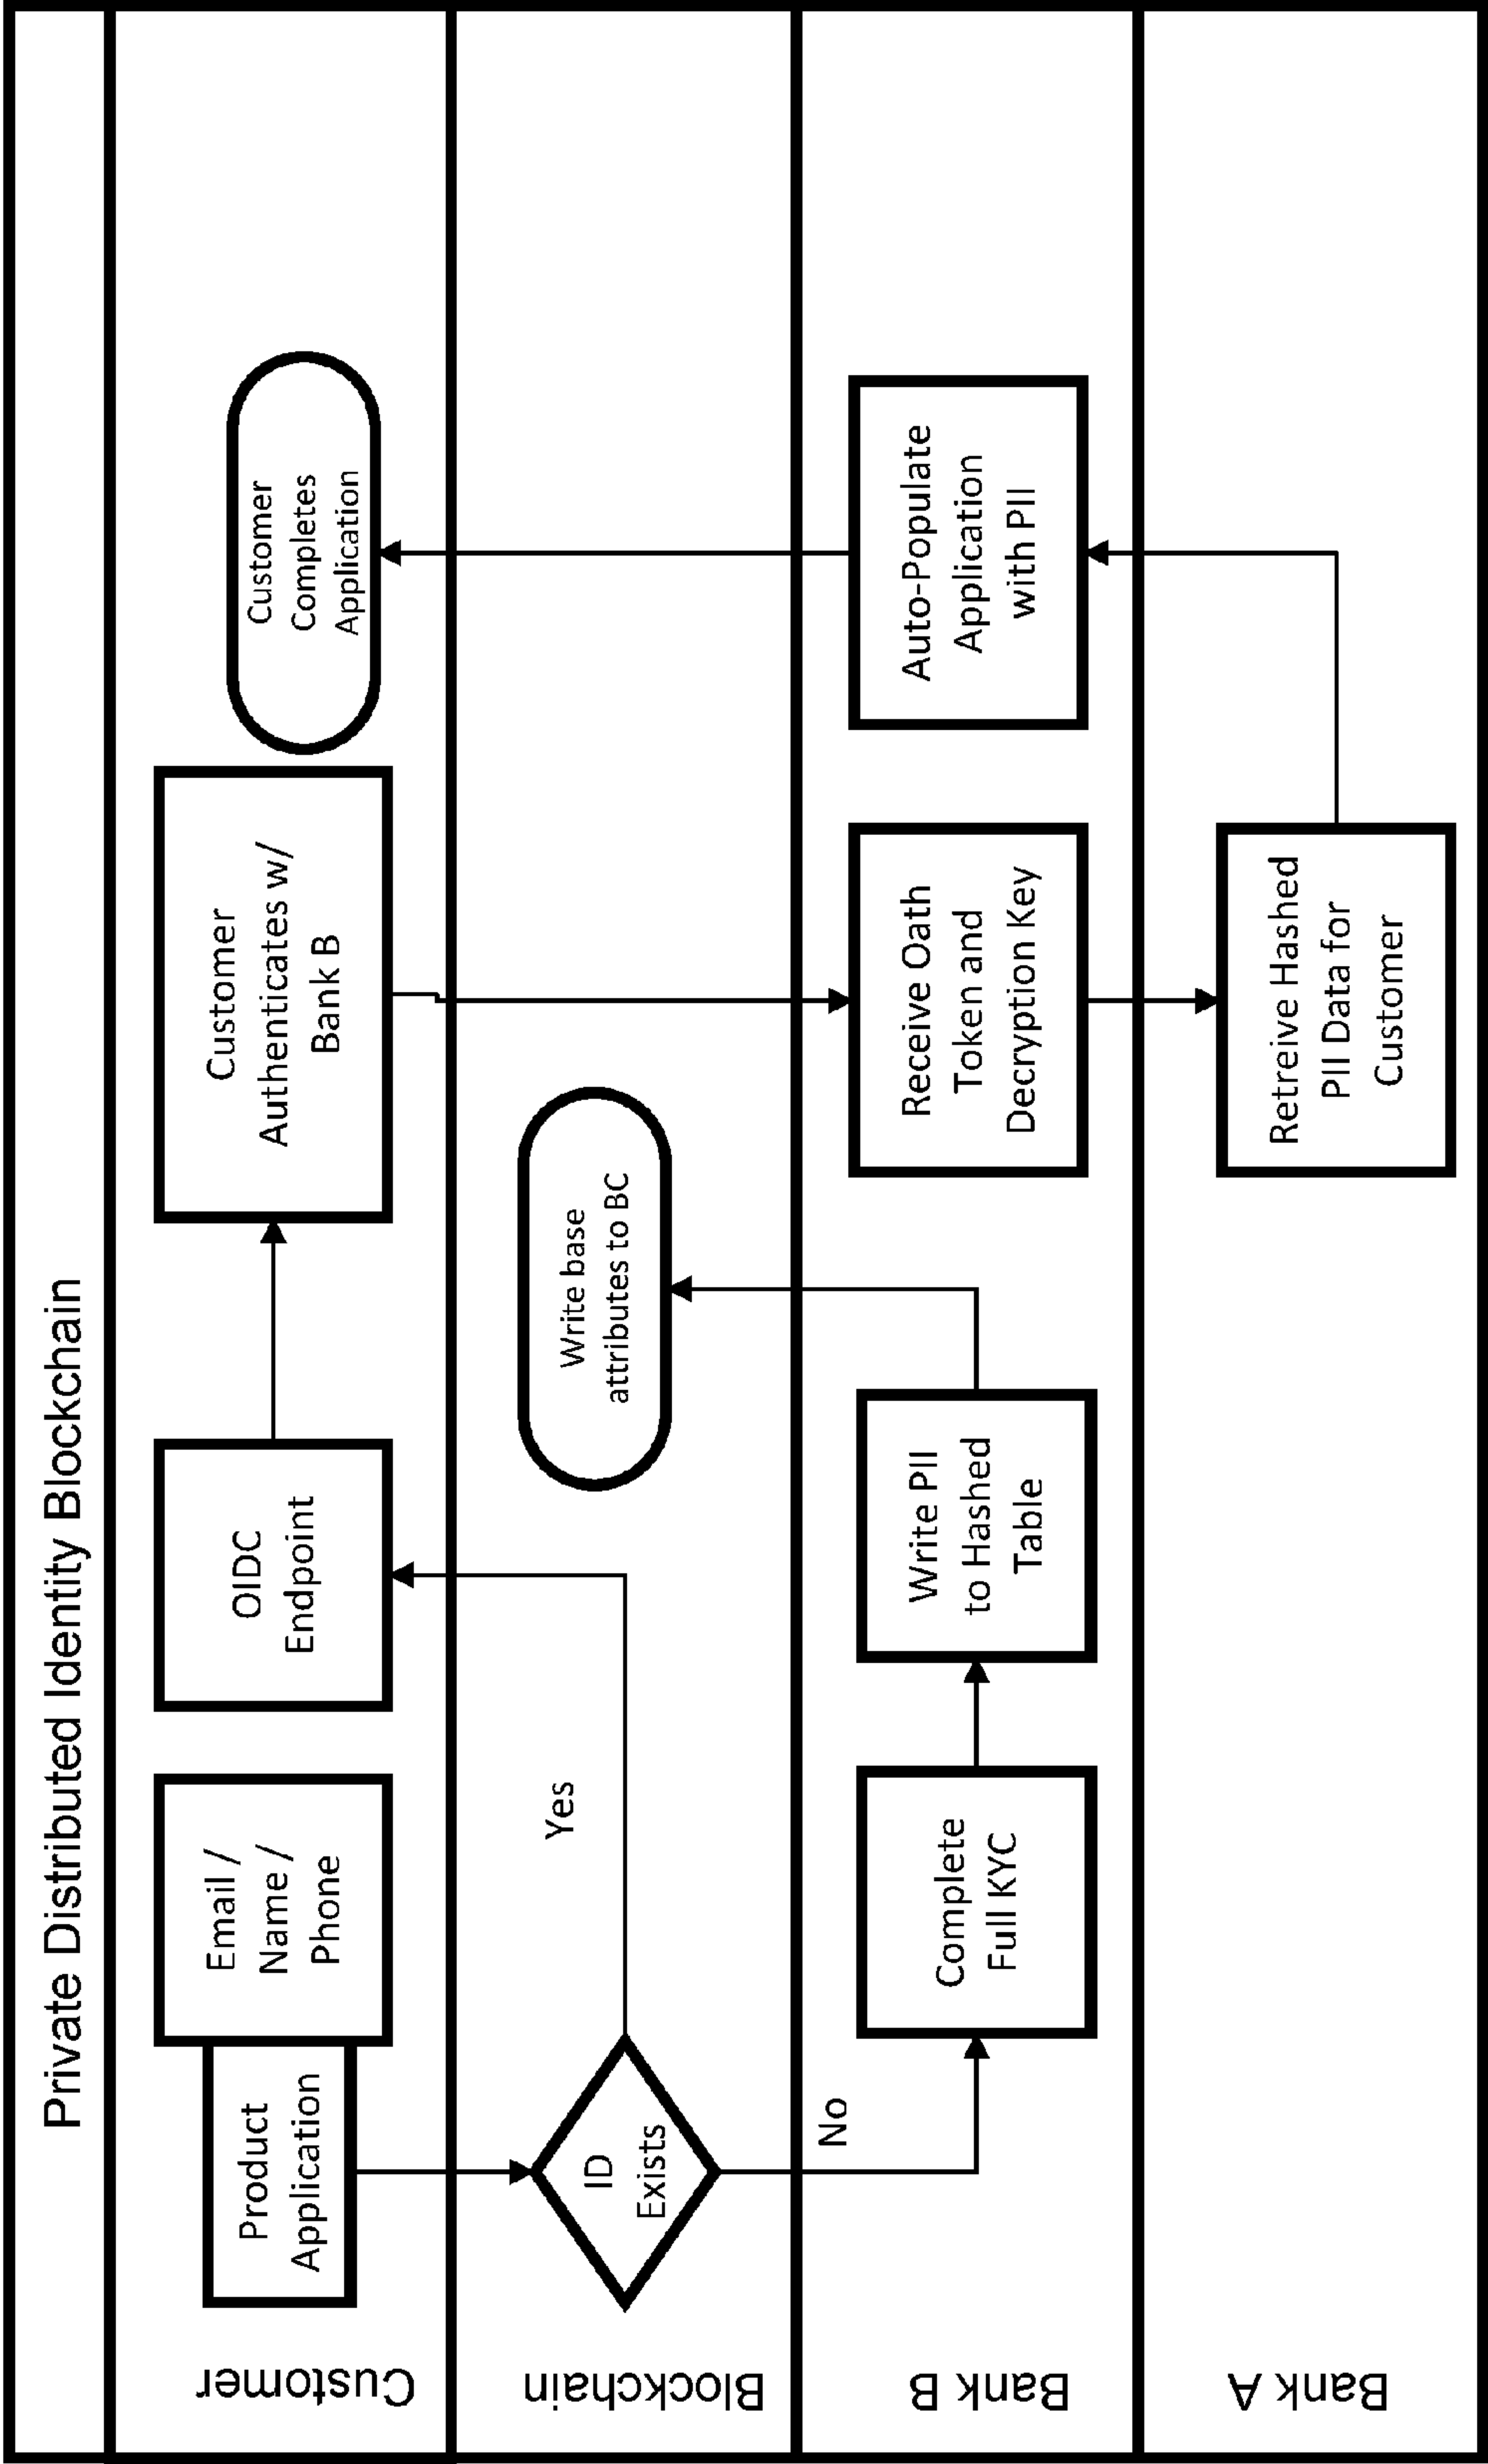 Private Distributed Identity Blockchain
Customer
Product
Application
Email /
Name /
Phone
OIDC
Endpoint
Customer
Authenticates w/
Bank B
Customer
Completes
Application
Blockchain
ID
Exists
Yes
Write base
attributes to BC
Bank B
No
Complete
Full KYC
Write PII
to Hashed
Table
Receive Oath
Token and
Decryption Key
Auto-Populate
Application
with PII
Bank A
Retreive Hashed
PII Data for
Customer